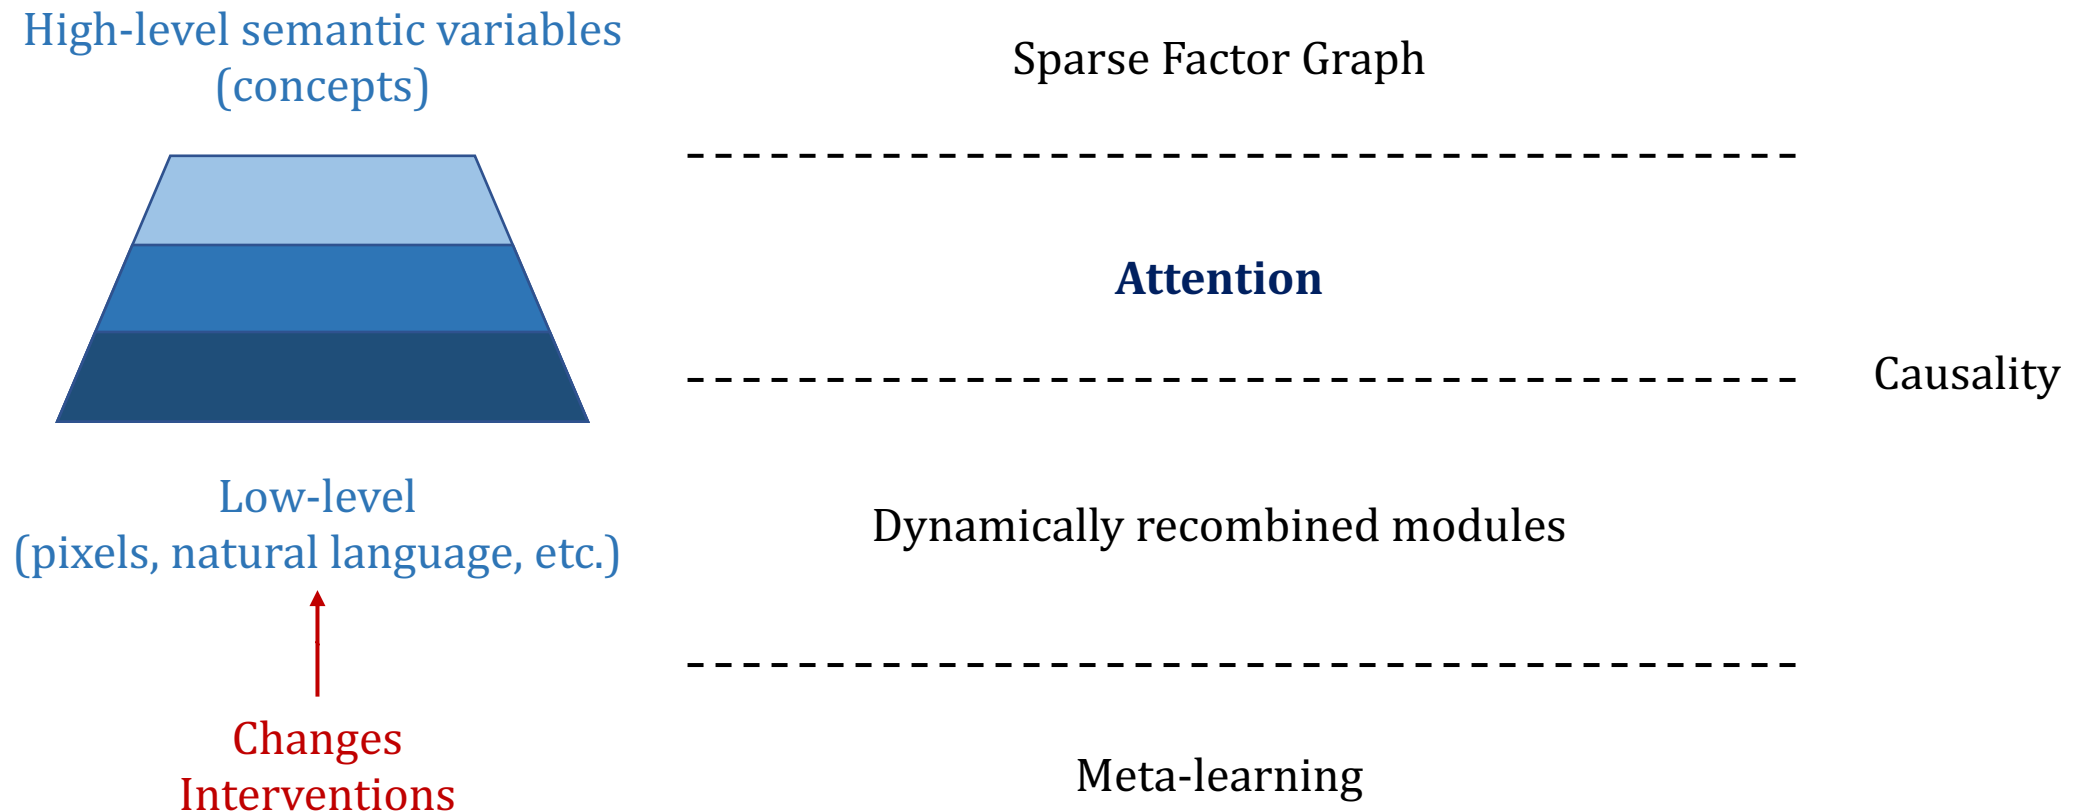 High-level semantic variables
(concepts)
Sparse Factor Graph
Attention
Causality
Low-level
(pixels, natural language, etc.)
Dynamically recombined modules
Changes
Interventions
Meta-learning